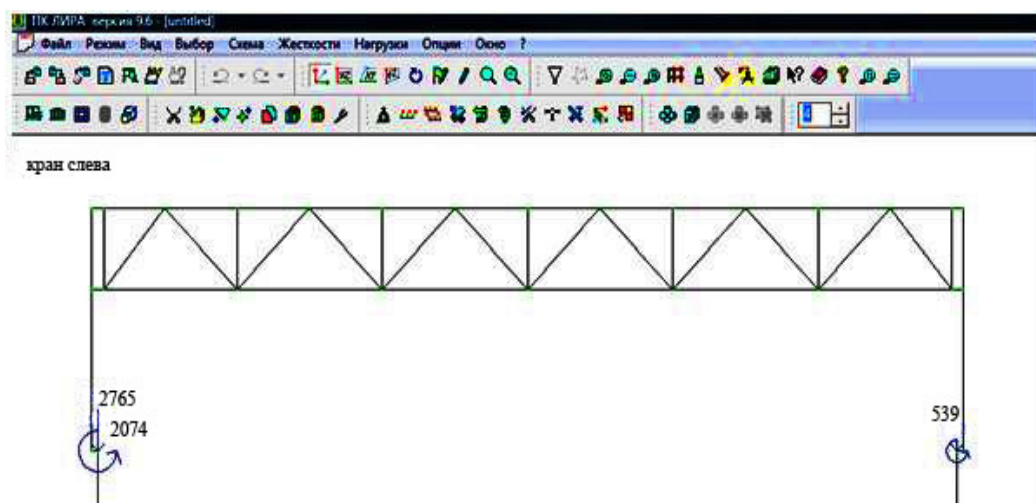 ПК ЛИРА версия 9.6 - [untitled]
Файл Режим Вид Выбор Схема Жесткости Нагрузки Опции Окно ?
кран слева
2765
2074
539